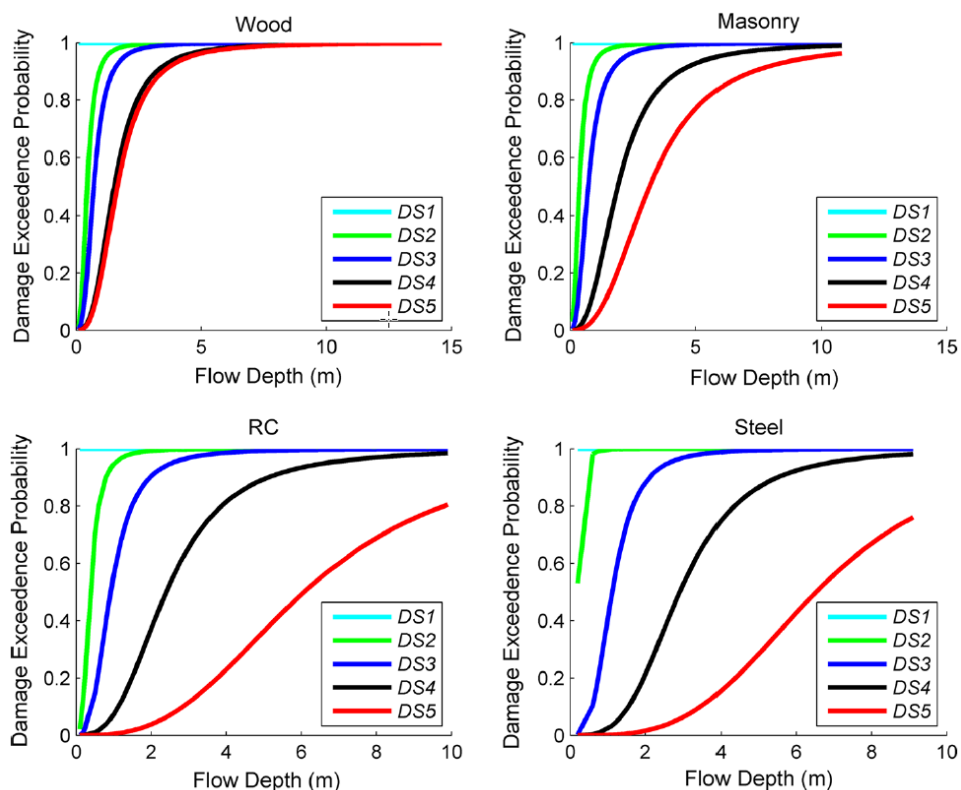 Wood
Damage Exceedence Probability
1
0.8
0.6
0.4
0.2
0
0 5 10 15
Flow Depth (m)
DS1
DS2
DS3
DS4
DS5
Masonry
Damage Exceedence Probability
1
0.8
0.6
0.4
0.2
0
0 5 10 15
Flow Depth (m)
DS1
DS2
DS3
DS4
DS5
RC
Damage Exceedence Probability
1
0.8
0.6
0.4
0.2
0
0 2 4 6 8 10
Flow Depth (m)
DS1
DS2
DS3
DS4
DS5
Steel
Damage Exceedence Probability
1
0.8
0.6
0.4
0.2
0
0 2 4 6 8 10
Flow Depth (m)
DS1
DS2
DS3
DS4
DS5